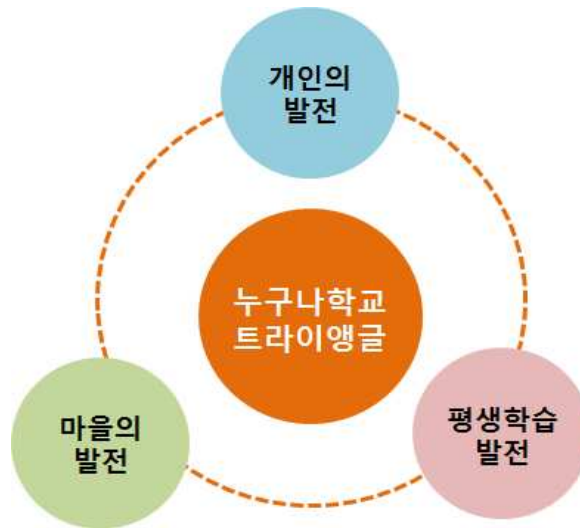 개인의
발전
누구나학교
트라이앵글
마을의
발전
평생학습
발전